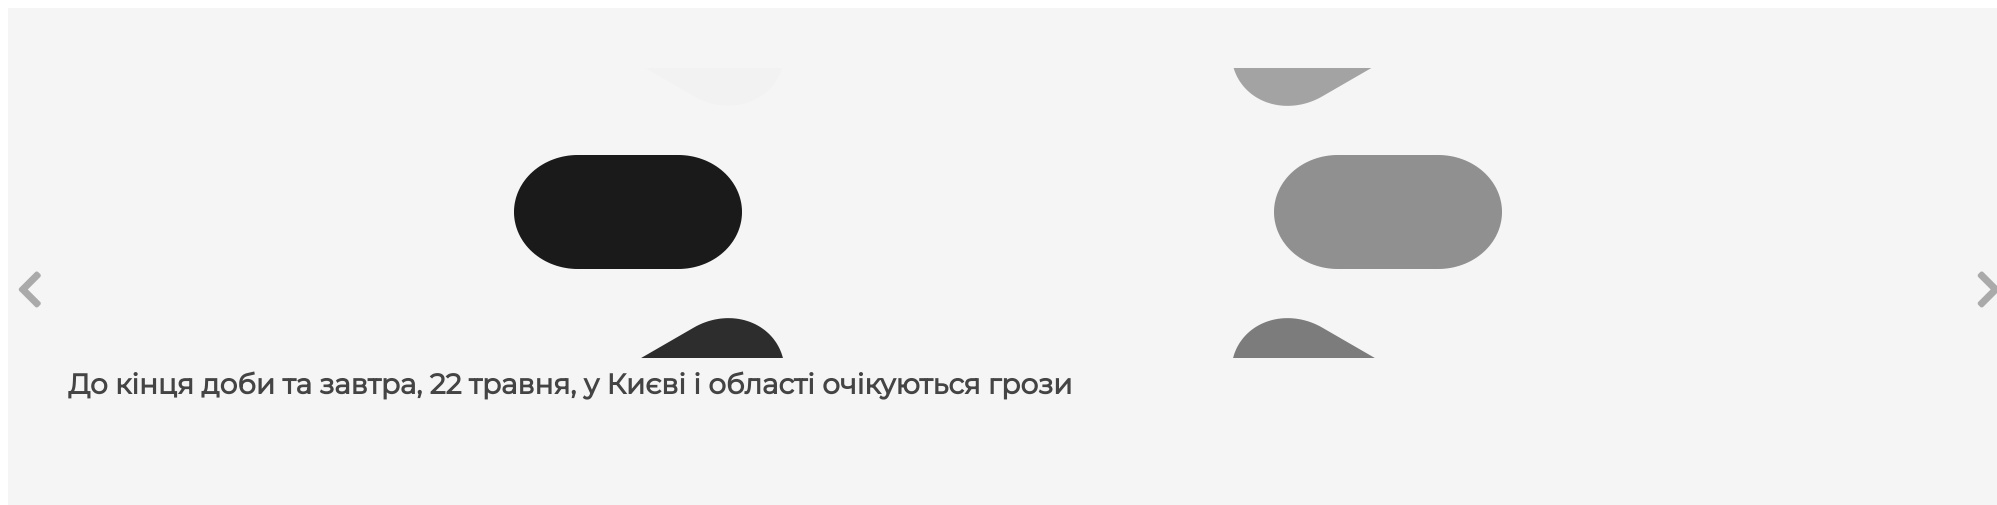 До кінця доби та завтра, 22 травня, у Києві і області очікуються грози